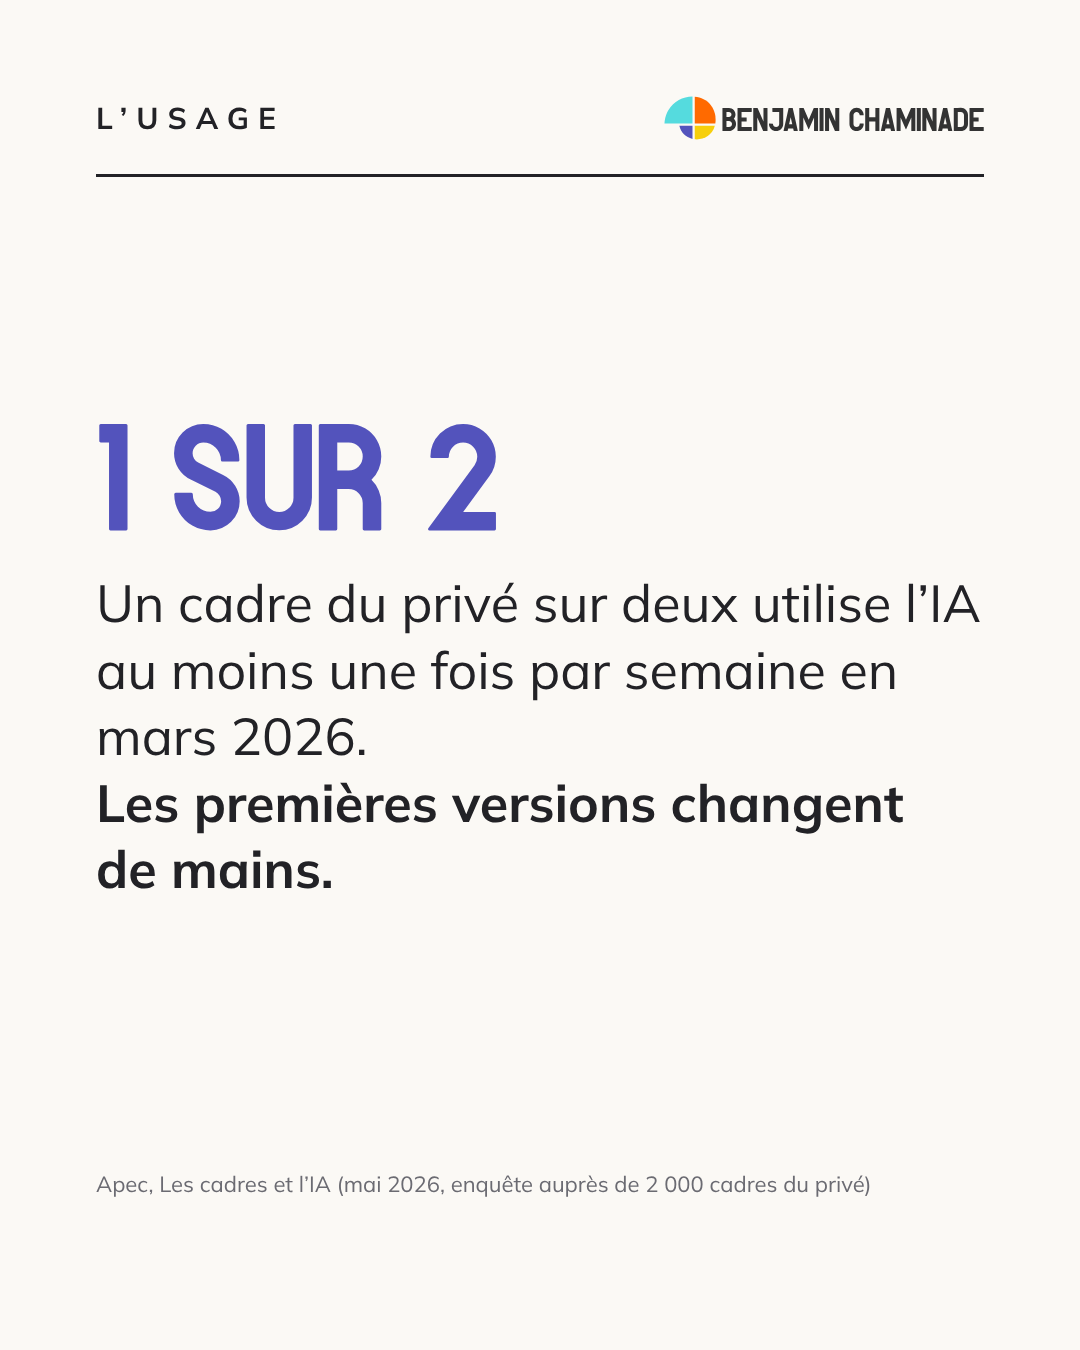 L’USAGE
BENJAMIN CHAMINADE
1 SUR 2
Un cadre du privé sur deux utilise l’IA
au moins une fois par semaine en
mars 2026.
Les premières versions changent
de mains.
Apec, Les cadres et l’IA (mai 2026, enquête auprès de 2 000 cadres du privé)